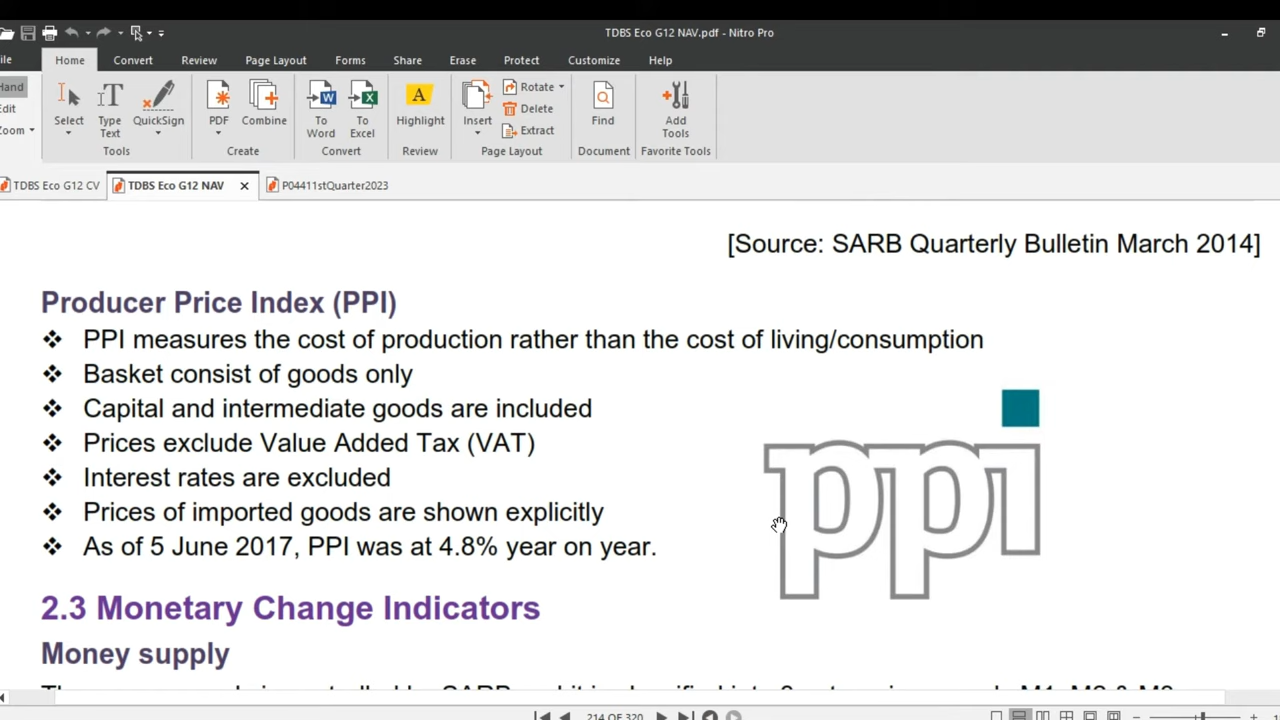 TDBS Eco G12 NAV.pdf - Nitro Pro
Home Convert Review Page Layout Forms Share Erase Protect Customize Help
Hand
Edit
Zoom
Select
Type Text
QuickSign
Tools
PDF
Combine
Create
To Word
To Excel
Convert
Highlight
Review
Insert
Rotate
Delete
Extract
Page Layout
Find
Document
Add Tools
Favorite Tools
TDBS Eco G12 CV TDBS Eco G12 NAV P04411stQuarter2023
[Source: SARB Quarterly Bulletin March 2014]
Producer Price Index (PPI)
❖ PPI measures the cost of production rather than the cost of living/consumption
❖ Basket consist of goods only
❖ Capital and intermediate goods are included
❖ Prices exclude Value Added Tax (VAT)
❖ Interest rates are excluded
❖ Prices of imported goods are shown explicitly
❖ As of 5 June 2017, PPI was at 4.8% year on year.
ppi
2.3 Monetary Change Indicators
Money supply
214 OF 320